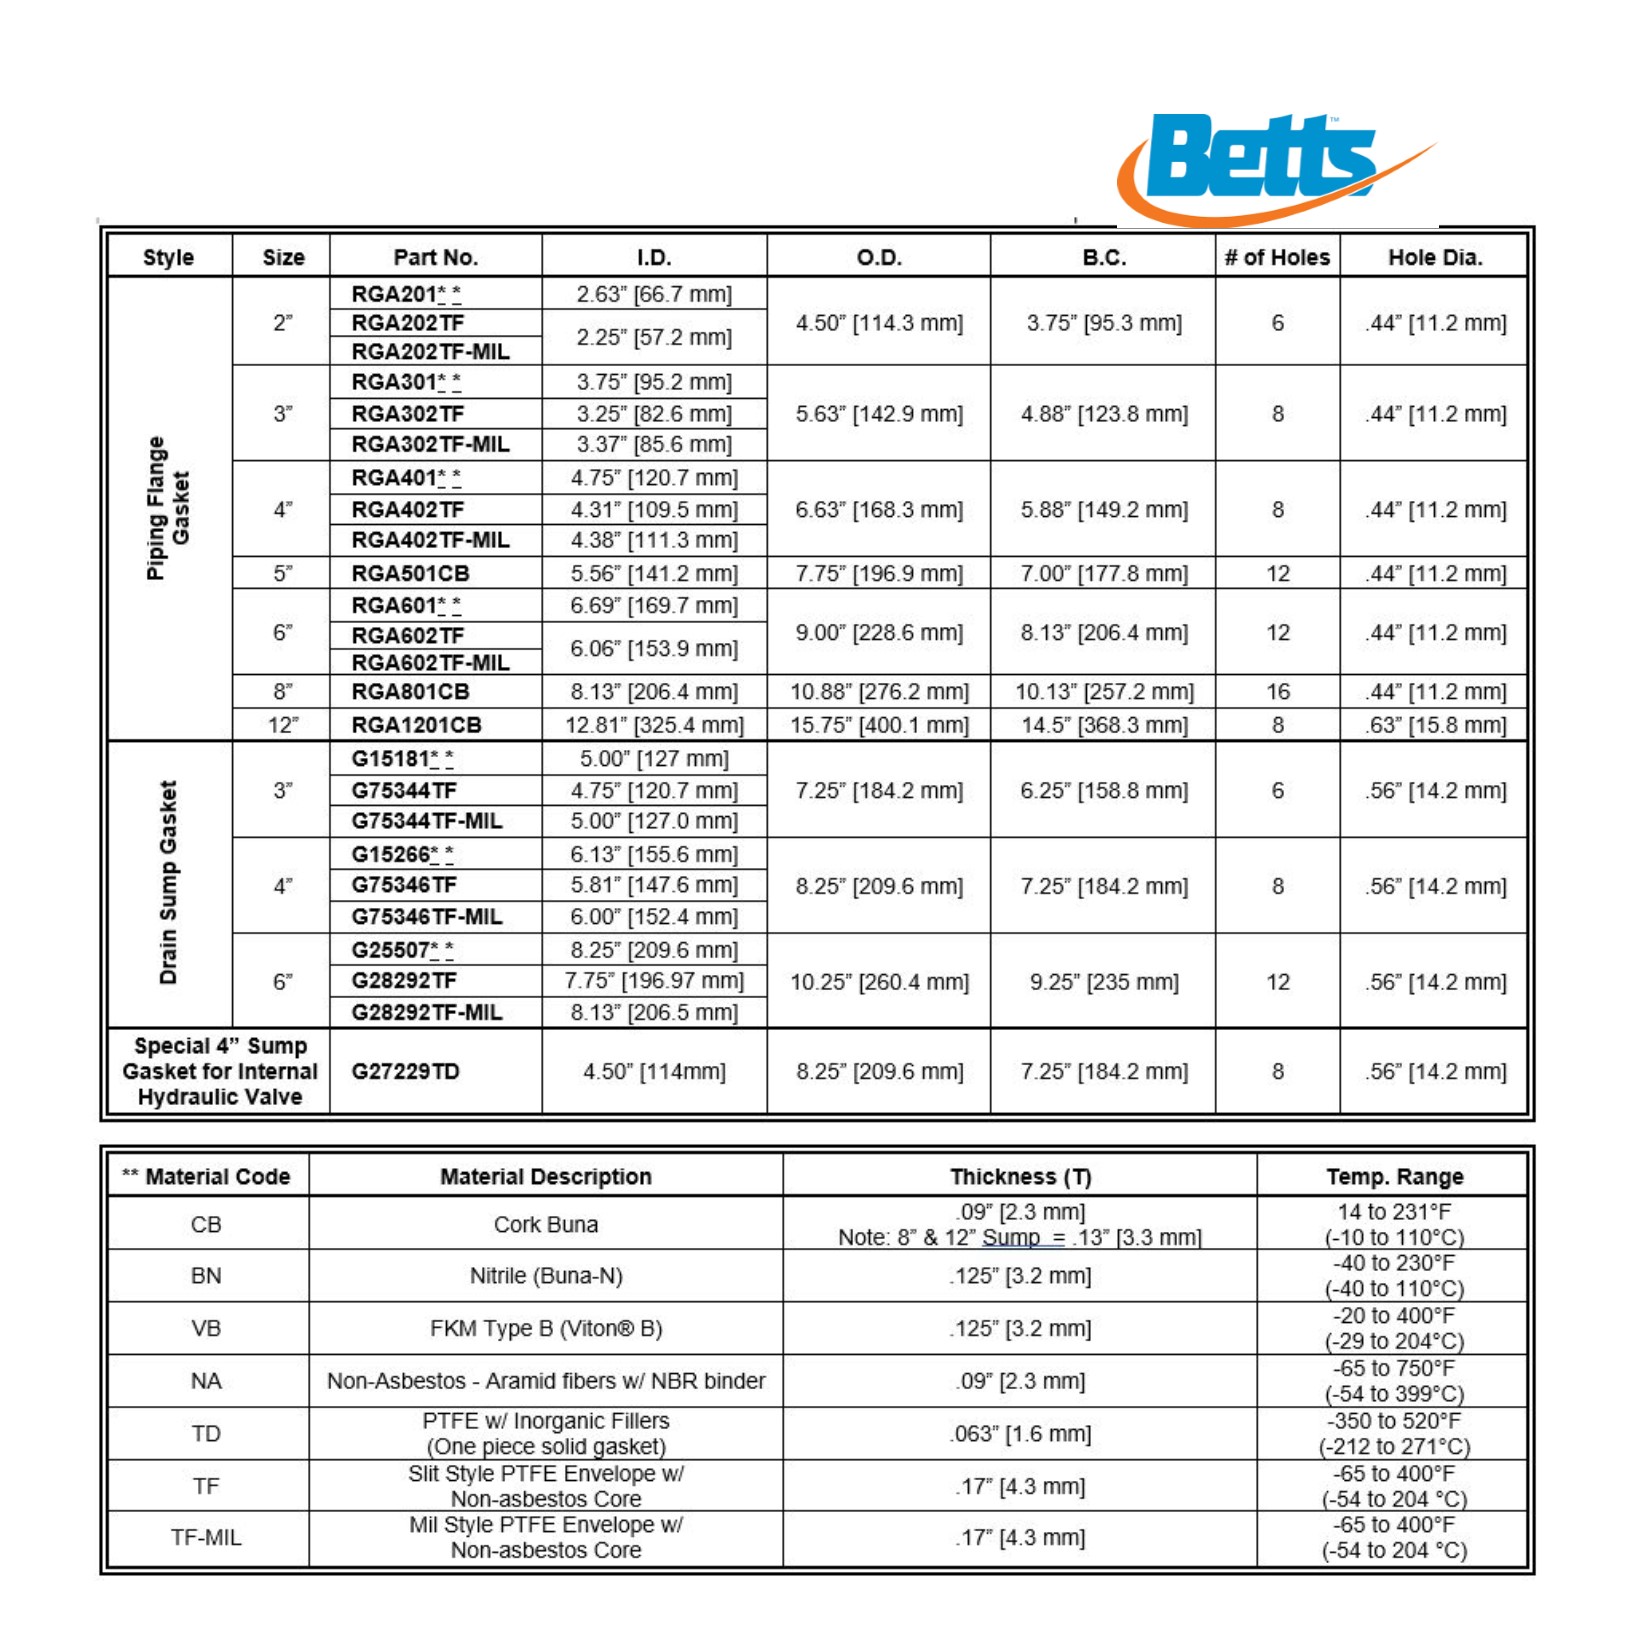 Betts™
Style Size Part No. I.D. O.D. B.C. # of Holes Hole Dia.
Piping Flange
Gasket
2” RGA201** 2.63” [66.7 mm] 4.50” [114.3 mm] 3.75” [95.3 mm] 6 .44” [11.2 mm]
RGA202TF 2.25” [57.2 mm]
RGA202TF-MIL
3” RGA301** 3.75” [95.2 mm] 5.63” [142.9 mm] 4.88” [123.8 mm] 8 .44” [11.2 mm]
RGA302TF 3.25” [82.6 mm]
RGA302TF-MIL 3.37” [85.6 mm]
4” RGA401** 4.75” [120.7 mm] 6.63” [168.3 mm] 5.88” [149.2 mm] 8 .44” [11.2 mm]
RGA402TF 4.31” [109.5 mm]
RGA402TF-MIL 4.38” [111.3 mm]
5” RGA501CB 5.56” [141.2 mm] 7.75” [196.9 mm] 7.00” [177.8 mm] 12 .44” [11.2 mm]
6” RGA601** 6.69” [169.7 mm] 9.00” [228.6 mm] 8.13” [206.4 mm] 12 .44” [11.2 mm]
RGA602TF 6.06” [153.9 mm]
RGA602TF-MIL
8” RGA801CB 8.13” [206.4 mm] 10.88” [276.2 mm] 10.13” [257.2 mm] 16 .44” [11.2 mm]
12” RGA1201CB 12.81” [325.4 mm] 15.75” [400.1 mm] 14.5” [368.3 mm] 8 .63” [15.8 mm]
Drain Sump Gasket
3” G15181** 5.00” [127 mm] 7.25” [184.2 mm] 6.25” [158.8 mm] 6 .56” [14.2 mm]
G75344TF 4.75” [120.7 mm]
G75344TF-MIL 5.00” [127.0 mm]
4” G15266** 6.13” [155.6 mm] 8.25” [209.6 mm] 7.25” [184.2 mm] 8 .56” [14.2 mm]
G75346TF 5.81” [147.6 mm]
G75346TF-MIL 6.00” [152.4 mm]
6” G25507** 8.25” [209.6 mm] 10.25” [260.4 mm] 9.25” [235 mm] 12 .56” [14.2 mm]
G28292TF 7.75” [196.97 mm]
G28292TF-MIL 8.13” [206.5 mm]
Special 4” Sump
Gasket for Internal
Hydraulic Valve
G27229TD 4.50” [114mm] 8.25” [209.6 mm] 7.25” [184.2 mm] 8 .56” [14.2 mm]
** Material Code Material Description Thickness (T) Temp. Range
CB Cork Buna .09” [2.3 mm] 14 to 231°F
Note: 8” & 12” Sump = .13” [3.3 mm] (-10 to 110°C)
BN Nitrile (Buna-N) .125” [3.2 mm] -40 to 230°F
(-40 to 110°C)
VB FKM Type B (Viton® B) .125” [3.2 mm] -20 to 400°F
(-29 to 204°C)
NA Non-Asbestos - Aramid fibers w/ NBR binder .09” [2.3 mm] -65 to 750°F
(-54 to 399°C)
TD PTFE w/ Inorganic Fillers .063” [1.6 mm] -350 to 520°F
(One piece solid gasket) (-212 to 271°C)
TF Slit Style PTFE Envelope w/ .17” [4.3 mm] -65 to 400°F
Non-asbestos Core (-54 to 204 °C)
TF-MIL Mil Style PTFE Envelope w/ .17” [4.3 mm] -65 to 400°F
Non-asbestos Core (-54 to 204 °C)